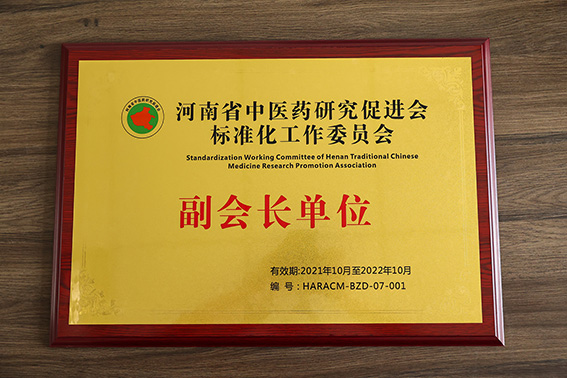 河南省中医药研究促进会
标准化工作委员会
Standardization Working Committee of Henan Traditional Chinese
Medicine Research Promotion Association
副会长单位
有效期:2021年10月至2022年10月
编 号:HARACM-BZD-07-001